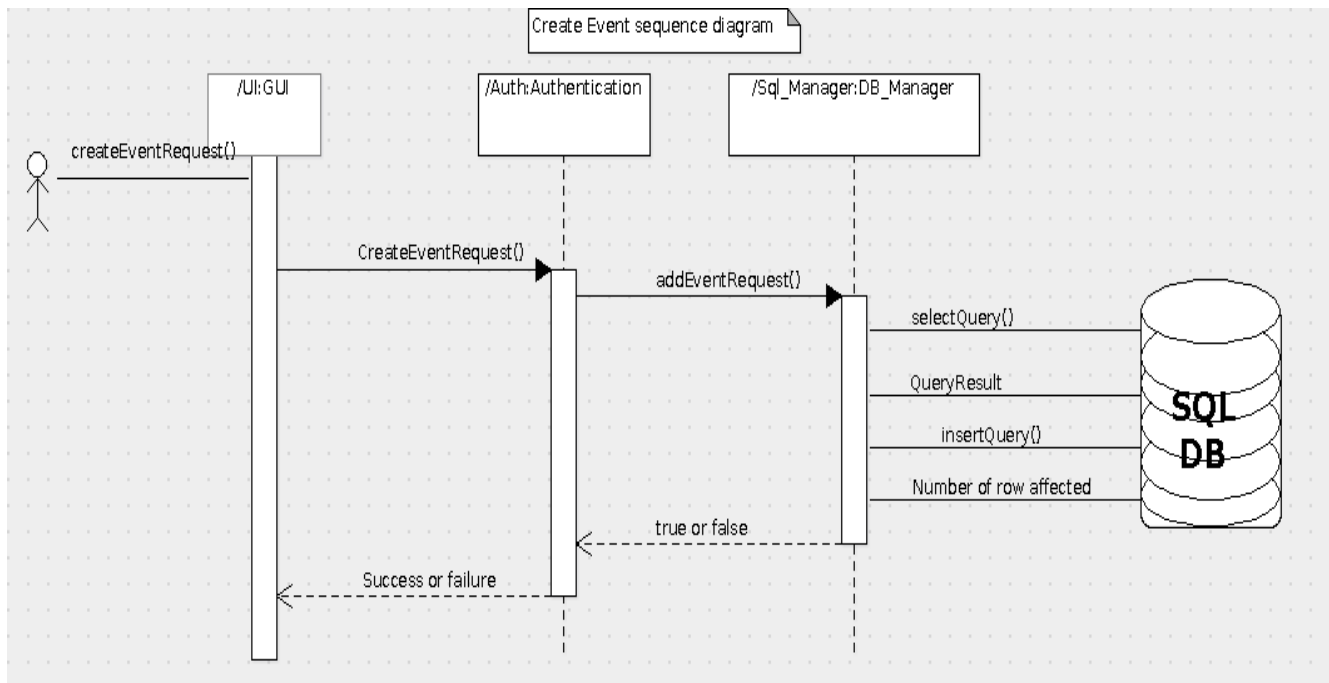 Create Event sequence diagram
/UI:GUI
/Auth:Authentication
/Sql_Manager:DB_Manager
createEventRequest()
CreateEventRequest()
addEventRequest()
selectQuery()
QueryResult
SQL
DB
insertQuery()
Number of row affected
true or false
Success or failure